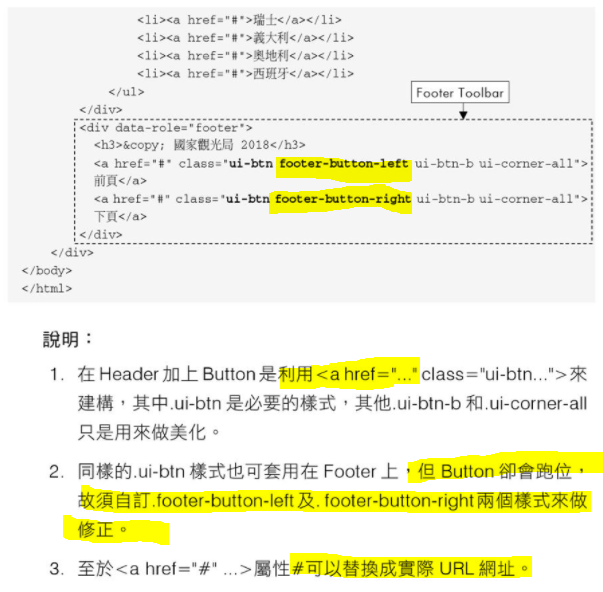 <li><a href="#">瑞士</a></li>
<li><a href="#">義大利</a></li>
<li><a href="#">奧地利</a></li>
<li><a href="#">西班牙</a></li>
</ul>
</div>
Footer Toolbar
<div data-role="footer">
<h3>&copy; 國家觀光局 2018</h3>
<a href="#" class="ui-btn footer-button-left ui-btn-b ui-corner-all">
前頁</a>
<a href="#" class="ui-btn footer-button-right ui-btn-b ui-corner-all">
下頁</a>
</div>
</div>
</body>
</html>
說明：
1. 在 Header 加上 Button 是利用<a href="..." class="ui-btn...">來
建構，其中.ui-btn 是必要的樣式，其他.ui-btn-b 和.ui-corner-all
只是用來做美化。
2. 同樣的.ui-btn 樣式也可套用在 Footer 上，但 Button 卻會跑位，
故須自訂.footer-button-left 及. footer-button-right 兩個樣式來做
修正。
3. 至於<a href="#" ...>屬性#可以替換成實際 URL 網址。